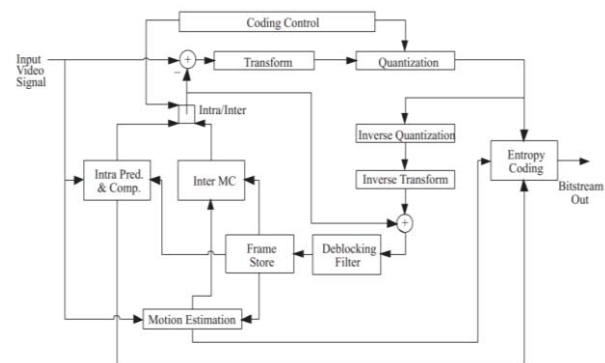 Coding Control
Input
Video
Signal
+
−
Transform
Quantization
Intra/Inter
Inverse Quantization
Intra Pred.
& Comp.
Inter MC
Inverse Transform
Entropy
Coding
Bitstream
Out
+
Frame
Store
Deblocking
Filter
Motion Estimation